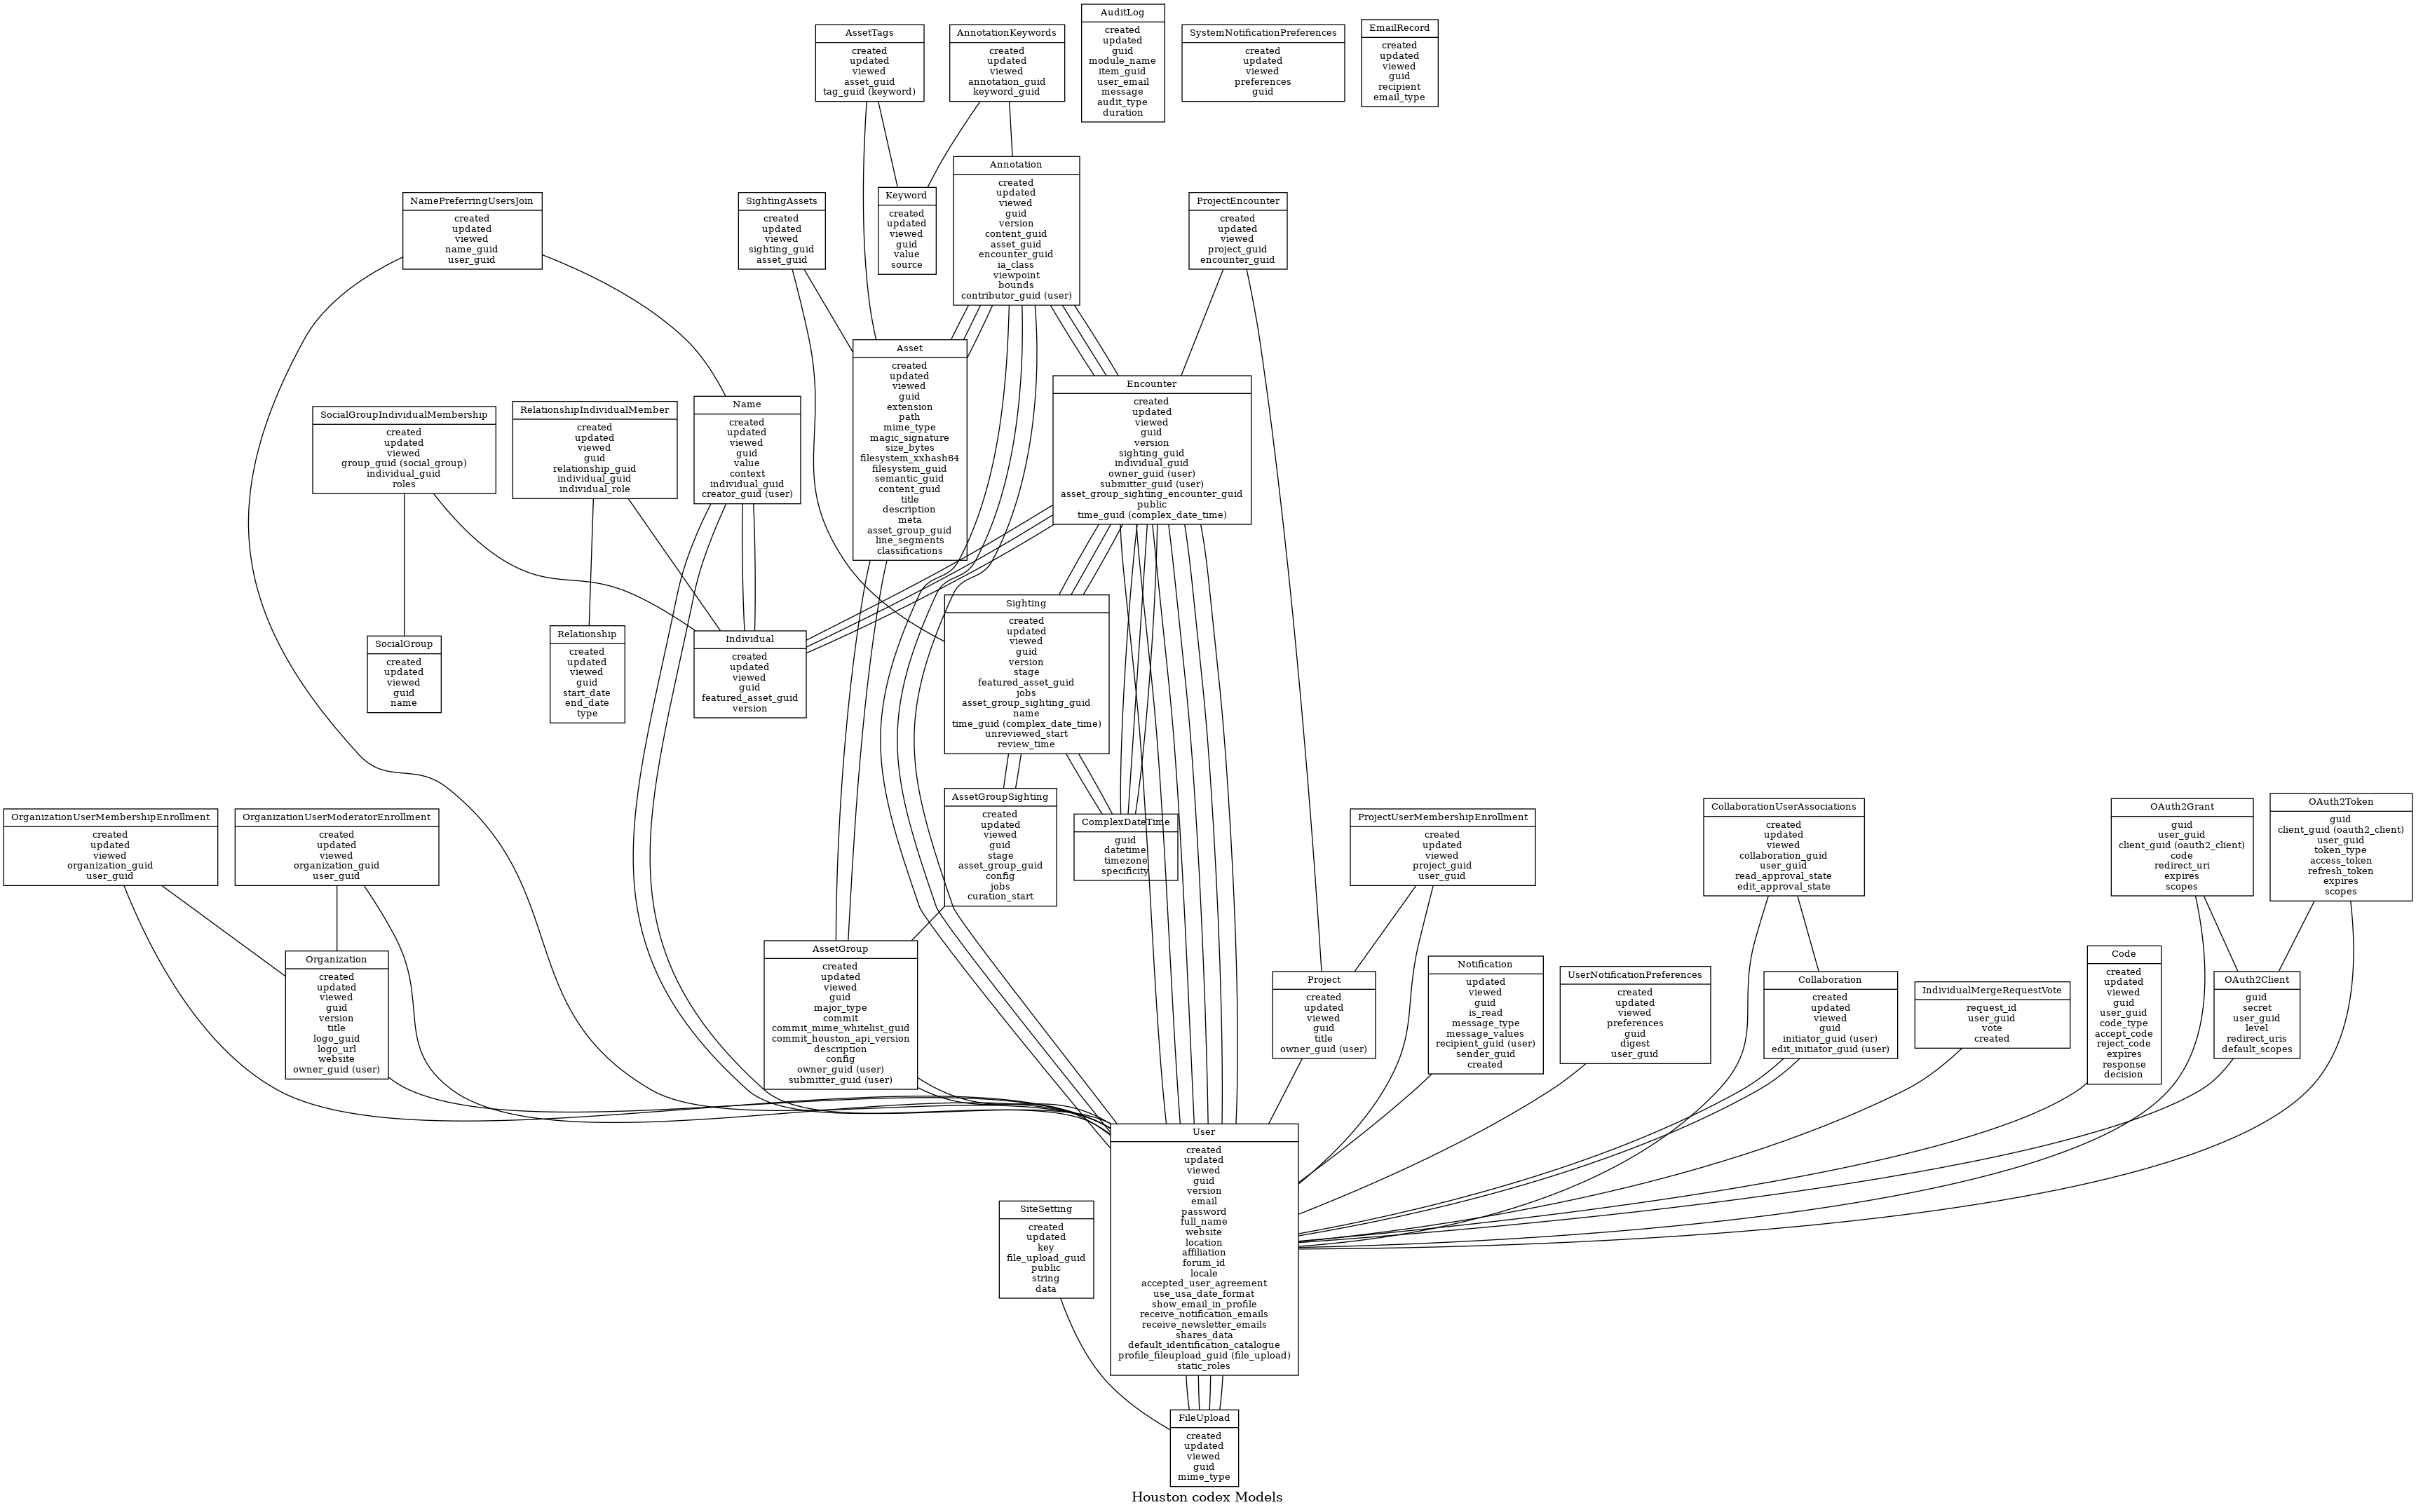 AssetTags
created
updated
viewed
asset_guid
tag_guid (keyword)
AnnotationKeywords
created
updated
viewed
annotation_guid
keyword_guid
AuditLog
created
updated
guid
module_name
item_guid
user_email
message
audit_type
duration
SystemNotificationPreferences
created
updated
viewed
preferences
guid
EmailRecord
created
updated
viewed
guid
recipient
email_type
NamePreferringUsersJoin
created
updated
viewed
name_guid
user_guid
SightingAssets
created
updated
viewed
sighting_guid
asset_guid
Keyword
created
updated
viewed
guid
value
source
Annotation
created
updated
viewed
guid
version
content_guid
asset_guid
encounter_guid
ia_class
viewpoint
bounds
contributor_guid (user)
ProjectEncounter
created
updated
viewed
project_guid
encounter_guid
SocialGroupIndividualMembership
created
updated
viewed
group_guid (social_group)
individual_guid
roles
RelationshipIndividualMember
created
updated
viewed
guid
relationship_guid
individual_guid
individual_role
Name
created
updated
viewed
guid
value
context
individual_guid
creator_guid (user)
Asset
created
updated
viewed
guid
extension
path
mime_type
magic_signature
size_bytes
filesystem_xxhash64
filesystem_guid
semantic_guid
content_guid
title
description
meta
asset_group_guid
line_segments
classifications
Encounter
created
updated
viewed
guid
version
sighting_guid
individual_guid
owner_guid (user)
submitter_guid (user)
asset_group_sighting_encounter_guid
public
time_guid (complex_date_time)
SocialGroup
created
updated
viewed
guid
name
Relationship
created
updated
viewed
guid
start_date
end_date
type
Individual
created
updated
viewed
guid
featured_asset_guid
version
Sighting
created
updated
viewed
guid
version
stage
featured_asset_guid
jobs
asset_group_sighting_guid
name
time_guid (complex_date_time)
unreviewed_start
review_time
OrganizationUserMembershipEnrollment
created
updated
viewed
organization_guid
user_guid
OrganizationUserModeratorEnrollment
created
updated
viewed
organization_guid
user_guid
AssetGroupSighting
created
updated
viewed
guid
stage
asset_group_guid
config
jobs
curation_start
ComplexDateTime
guid
datetime
timezone
specificity
ProjectUserMembershipEnrollment
created
updated
viewed
project_guid
user_guid
CollaborationUserAssociations
created
updated
viewed
collaboration_guid
user_guid
read_approval_state
edit_approval_state
OAuth2Grant
guid
user_guid
client_guid (oauth2_client)
code
redirect_uri
expires
scopes
OAuth2Token
guid
client_guid (oauth2_client)
user_guid
token_type
access_token
refresh_token
expires
scopes
Organization
created
updated
viewed
guid
version
title
logo_guid
logo_url
website
owner_guid (user)
AssetGroup
created
updated
viewed
guid
major_type
commit
commit_mime_whitelist_guid
commit_houston_api_version
description
config
owner_guid (user)
submitter_guid (user)
Project
created
updated
viewed
guid
title
owner_guid (user)
Notification
updated
viewed
guid
is_read
message_type
message_values
recipient_guid (user)
sender_guid
created
UserNotificationPreferences
created
updated
viewed
preferences
guid
digest
user_guid
Collaboration
created
updated
viewed
guid
initiator_guid (user)
edit_initiator_guid (user)
IndividualMergeRequestVote
request_id
user_guid
vote
created
Code
created
updated
viewed
guid
user_guid
code_type
accept_code
reject_code
expires
response
decision
OAuth2Client
guid
secret
user_guid
level
redirect_uris
default_scopes
User
created
updated
viewed
guid
version
email
password
full_name
website
location
affiliation
forum_id
locale
accepted_user_agreement
use_usa_date_format
show_email_in_profile
receive_notification_emails
receive_newsletter_emails
shares_data
default_identification_catalogue
profile_fileupload_guid (file_upload)
static_roles
SiteSetting
created
updated
key
file_upload_guid
public
string
data
FileUpload
created
updated
viewed
guid
mime_type
Houston codex Models